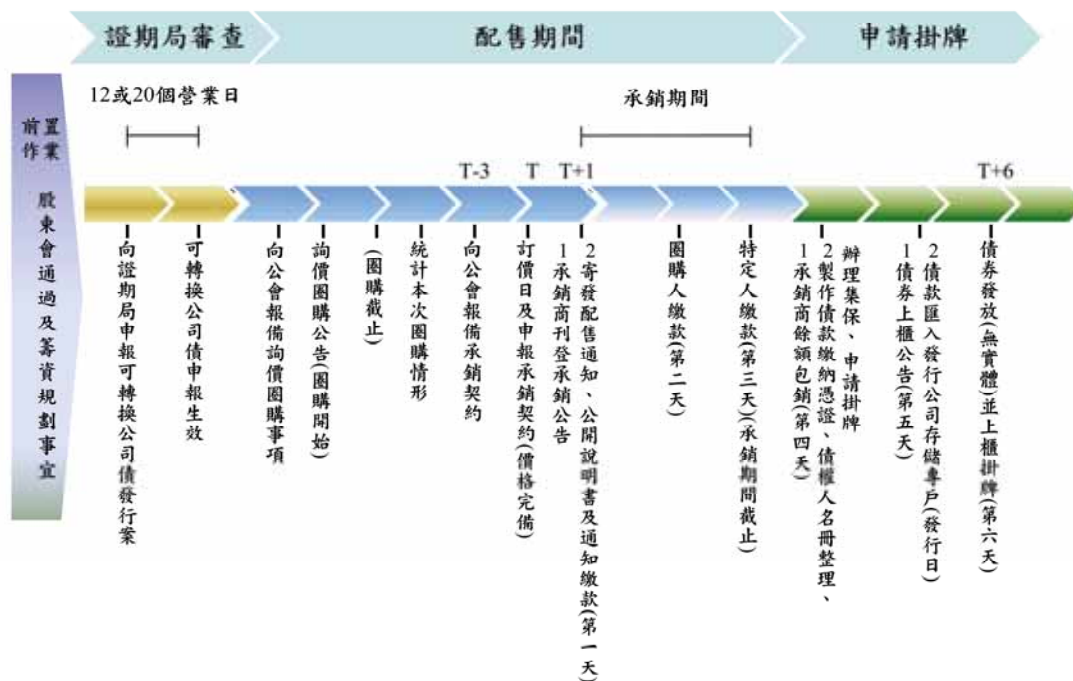 證期局審查
配售期間
申請掛牌
12或20個營業日
承銷期間
前置作業
股東會通過及籌資規劃事宜
T-3
T
T+1
T+6
向證期局申報可轉換公司債發行案
可轉換公司債申報生效
向公會報備詢價圈購事項
詢價圈購公告(圈購開始)
(圈購截止)
統計本次圈購情形
向公會報備承銷契約
訂價日及申報承銷契約(價格完備)
1承銷商刊登承銷公告
2寄發配售通知、公開說明書及通知繳款(第一天)
圈購人繳款(第二天)
特定人繳款(第三天)(承銷期間截止)
1承銷商餘額包銷(第四天)
2製作債款繳納憑證、債權人名冊整理、
辦理集保、申請掛牌
1債券上櫃公告(第五天)
2債款匯入發行公司存儲專戶(發行日)
債券發放(無實體)並上櫃掛牌(第六天)